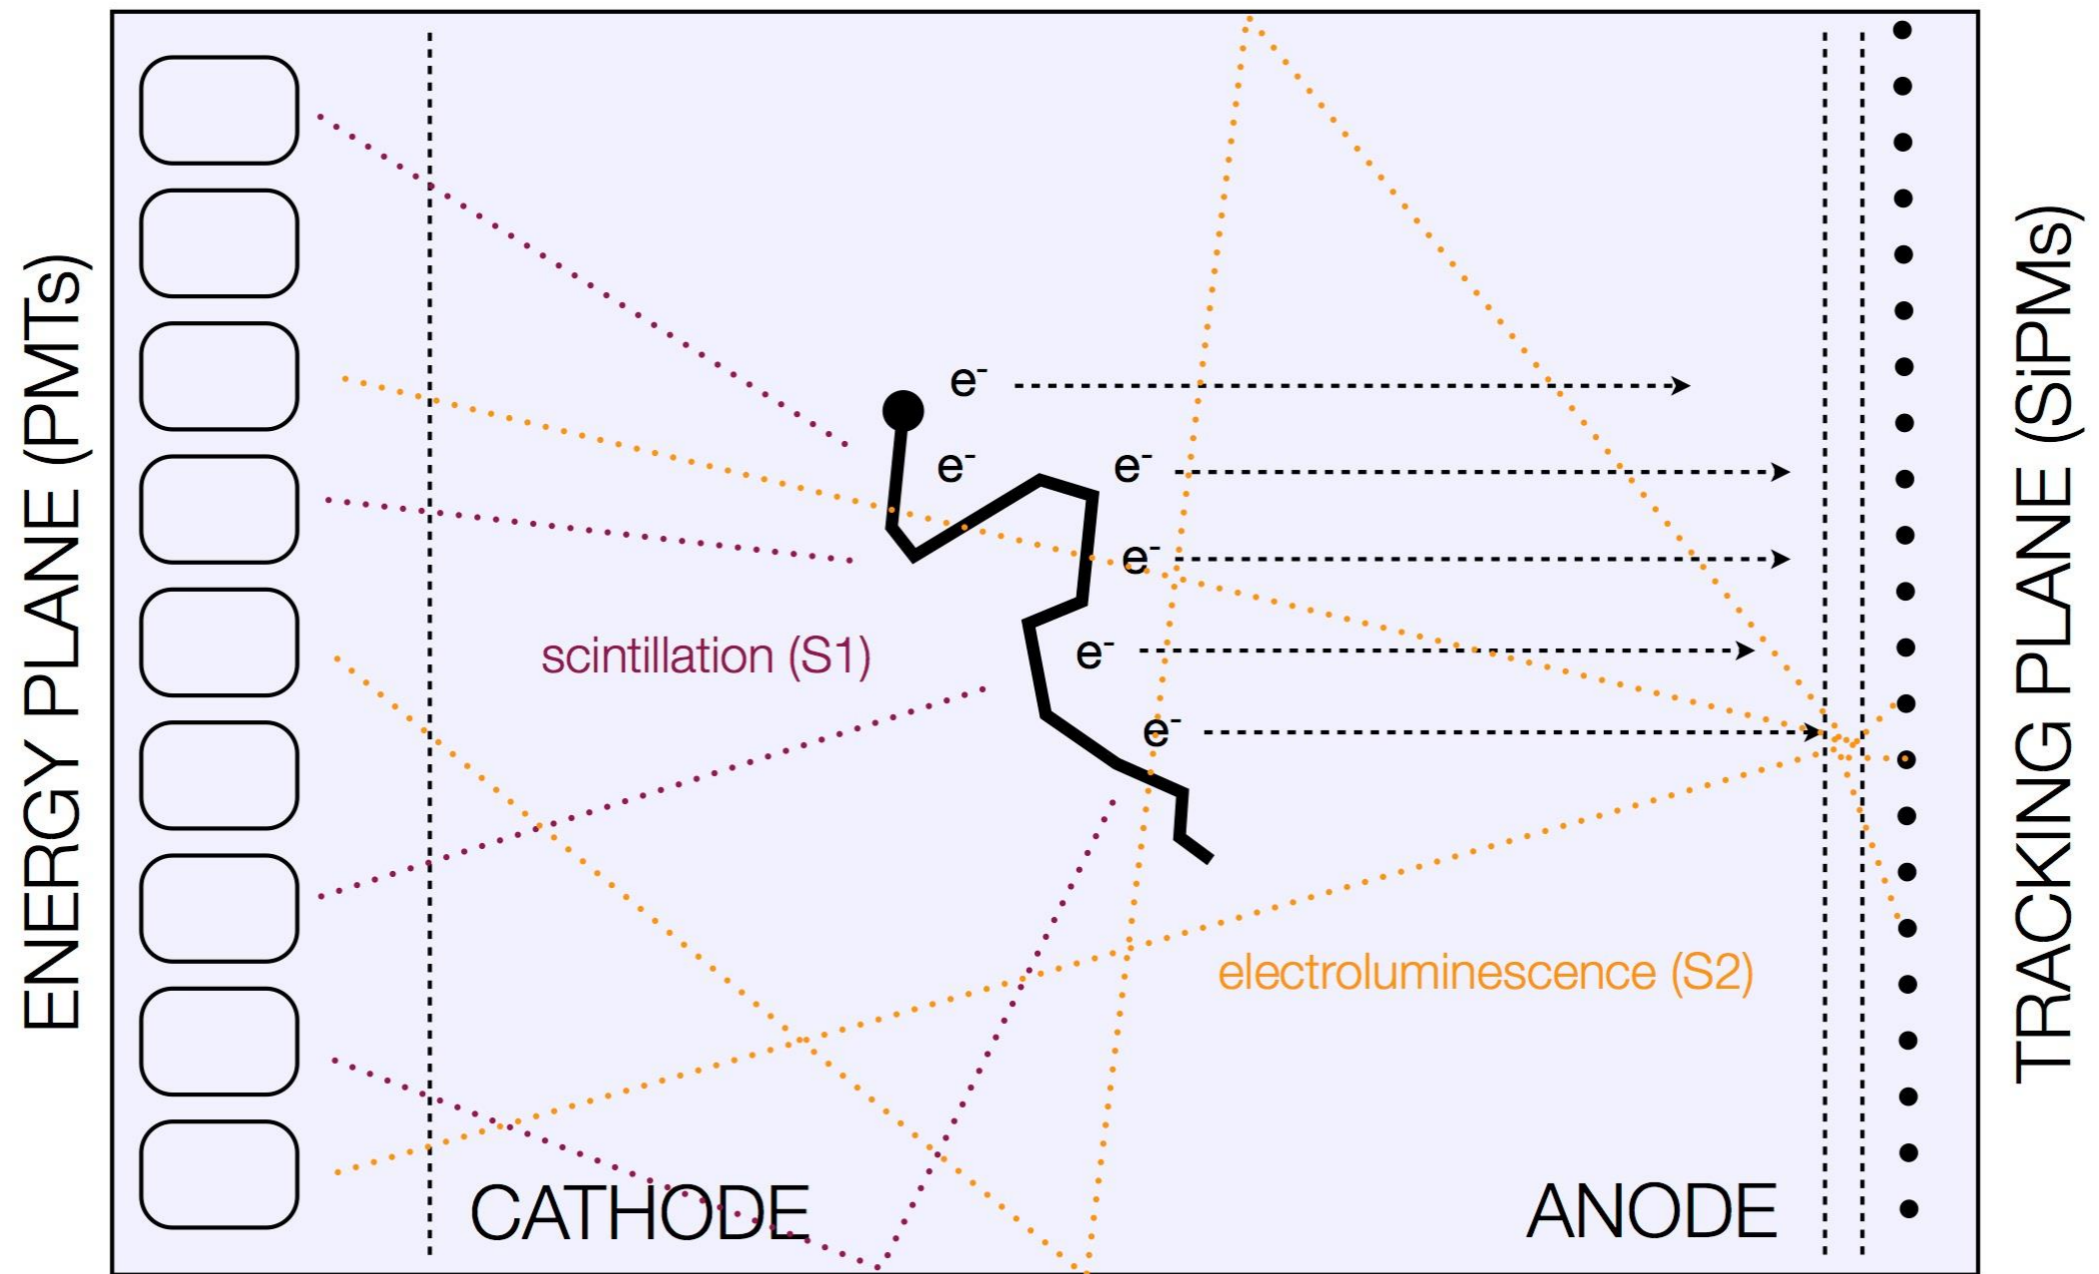 ENERGY PLANE (PMTs)
e-
e-
e-
e-
scintillation (S1)
e-
e-
electroluminescence (S2)
CATHODE
ANODE
TRACKING PLANE (SiPMs)